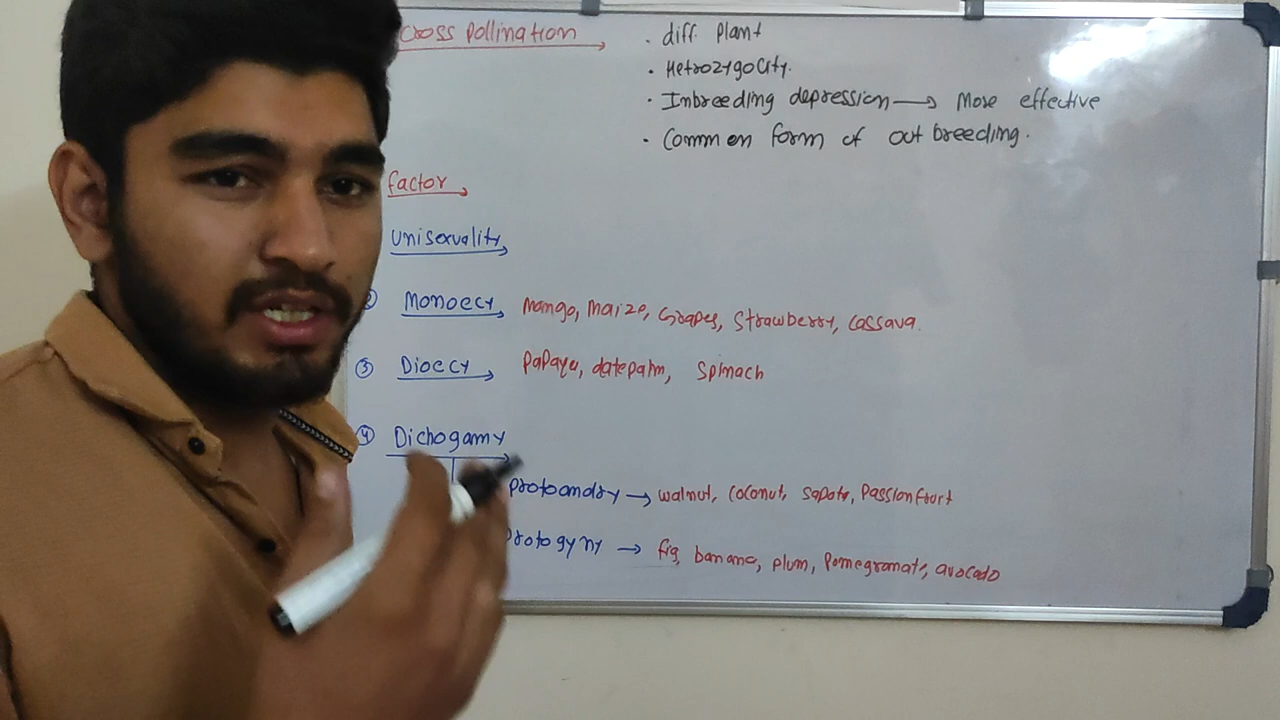 Cross Pollination
. diff. Plant
. HetrozygoCity.
. Inbreeding depression → More effective
. Common form of out breeding.
factor
Unisexuality
Monoecy Mango, Maize, Grapes, Strawberry, Cassava.
③ Dioecy Papaya, datepalm, Spinach
④ Dichogamy
Protoandry → walnut, Coconut, Sapota, Passion fruit
Protogyny → fig, banana, plum, Pomegranate, avocado